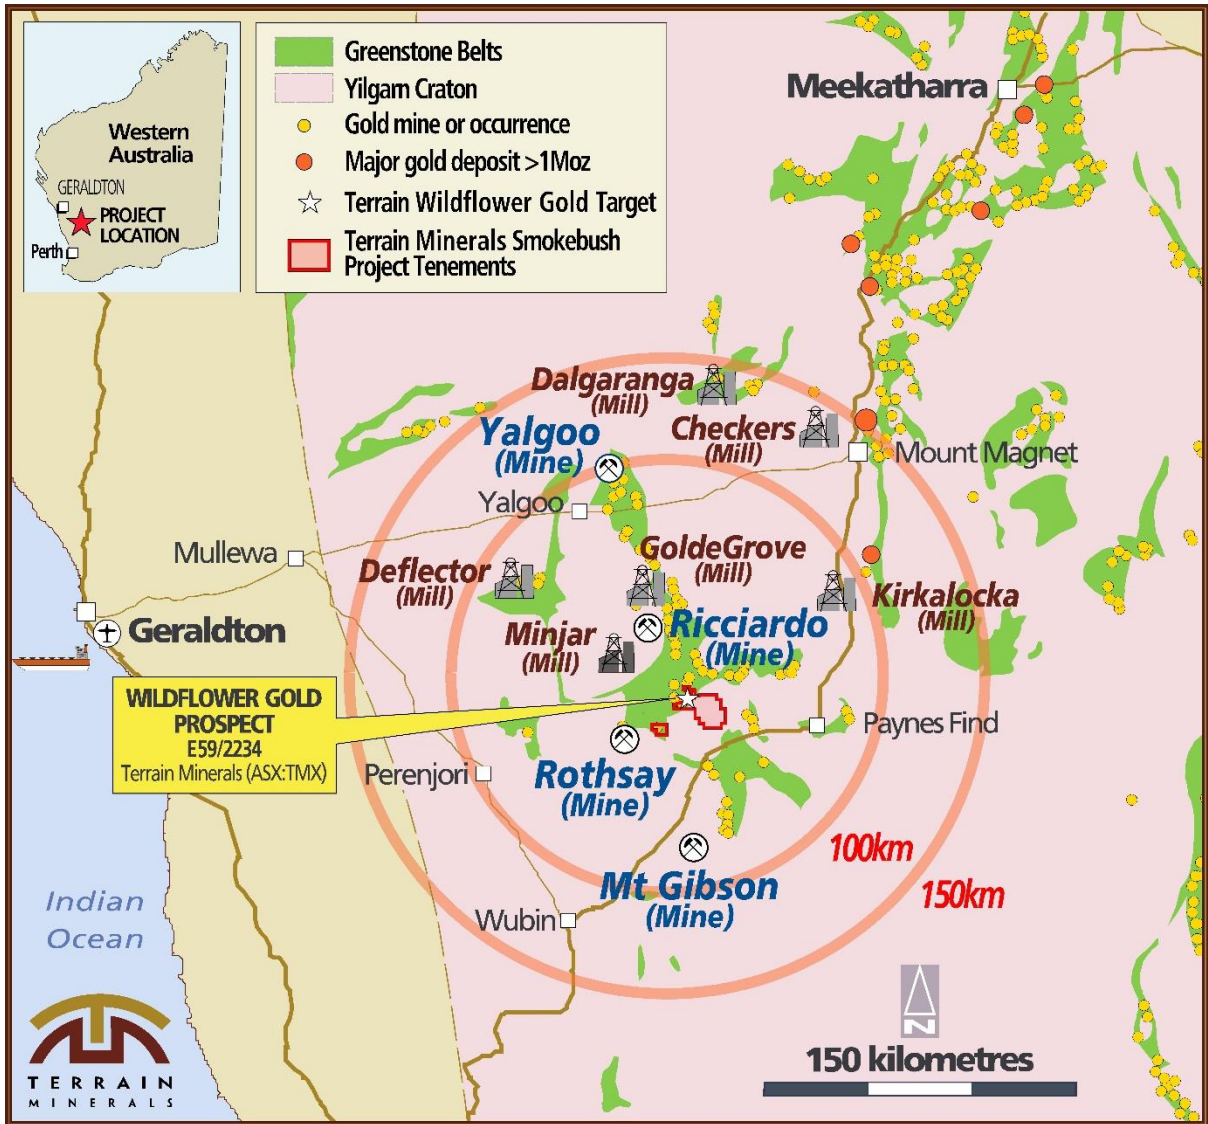 Western
Australia
GERALDTON
PROJECT
LOCATION
Perth
Greenstone Belts
Yilgarn Craton
Gold mine or occurrence
Major gold deposit >1Moz
Terrain Wildflower Gold Target
Terrain Minerals Smokebush
Project Tenements
Meekatharra
Dalgaranga
(Mill)
Yalgoo
(Mine)
Checkers
(Mill)
Mount Magnet
Yalgoo
Mullewa
GoldeGrove
(Mill)
Deflector
(Mill)
Kirkalocka
(Mill)
Geraldton
Minjar
(Mill)
Ricciardo
(Mine)
WILDFLOWER GOLD
PROSPECT
E59/2234
Terrain Minerals (ASX:TMX)
Paynes Find
Perenjori
Rothsay
(Mine)
100km
150km
Mt Gibson
(Mine)
Wubin
Indian
Ocean
N
150 kilometres
TERRAIN
MINERALS